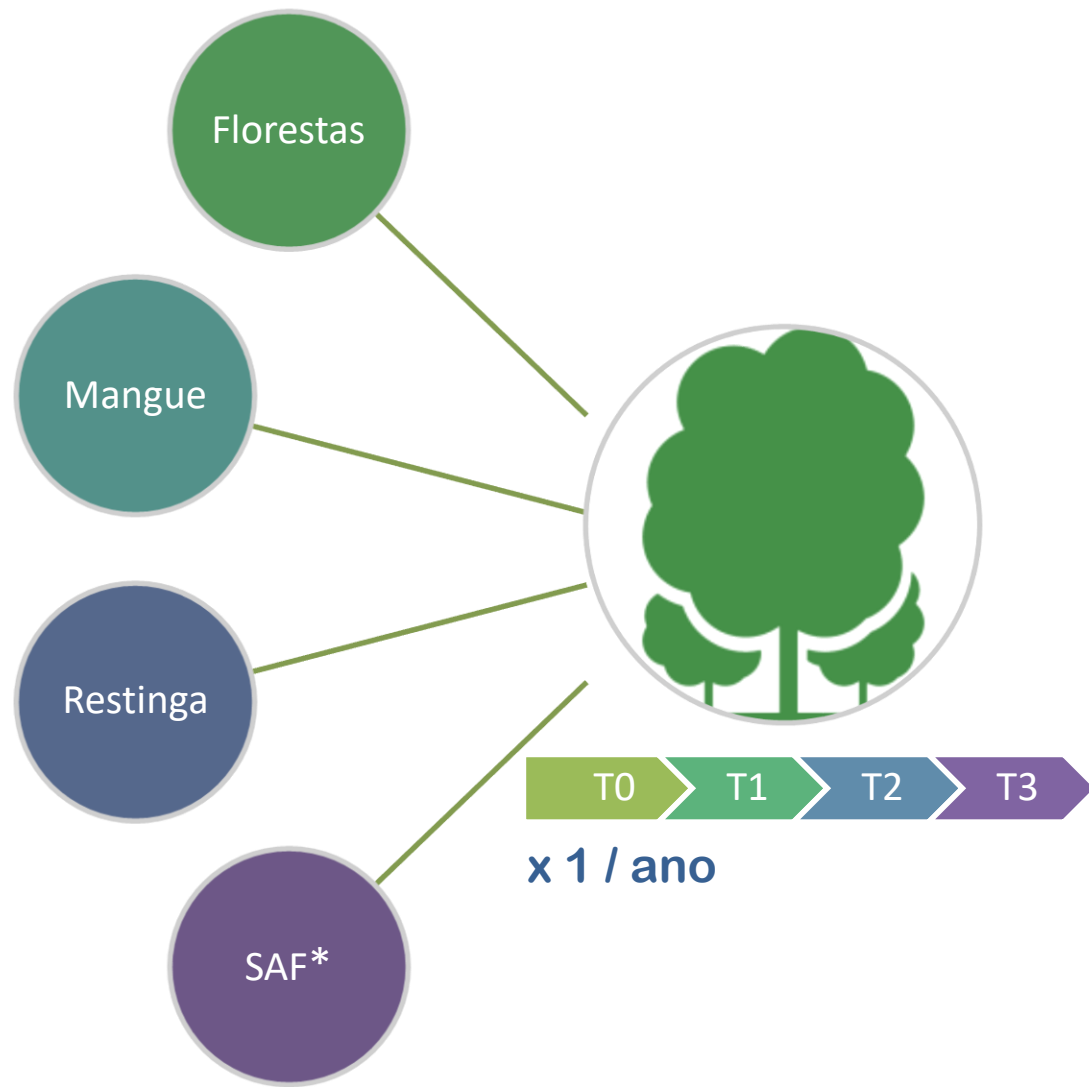 Florestas
Mangue
Restinga
SAF*
T0 T1 T2 T3
x 1 / ano